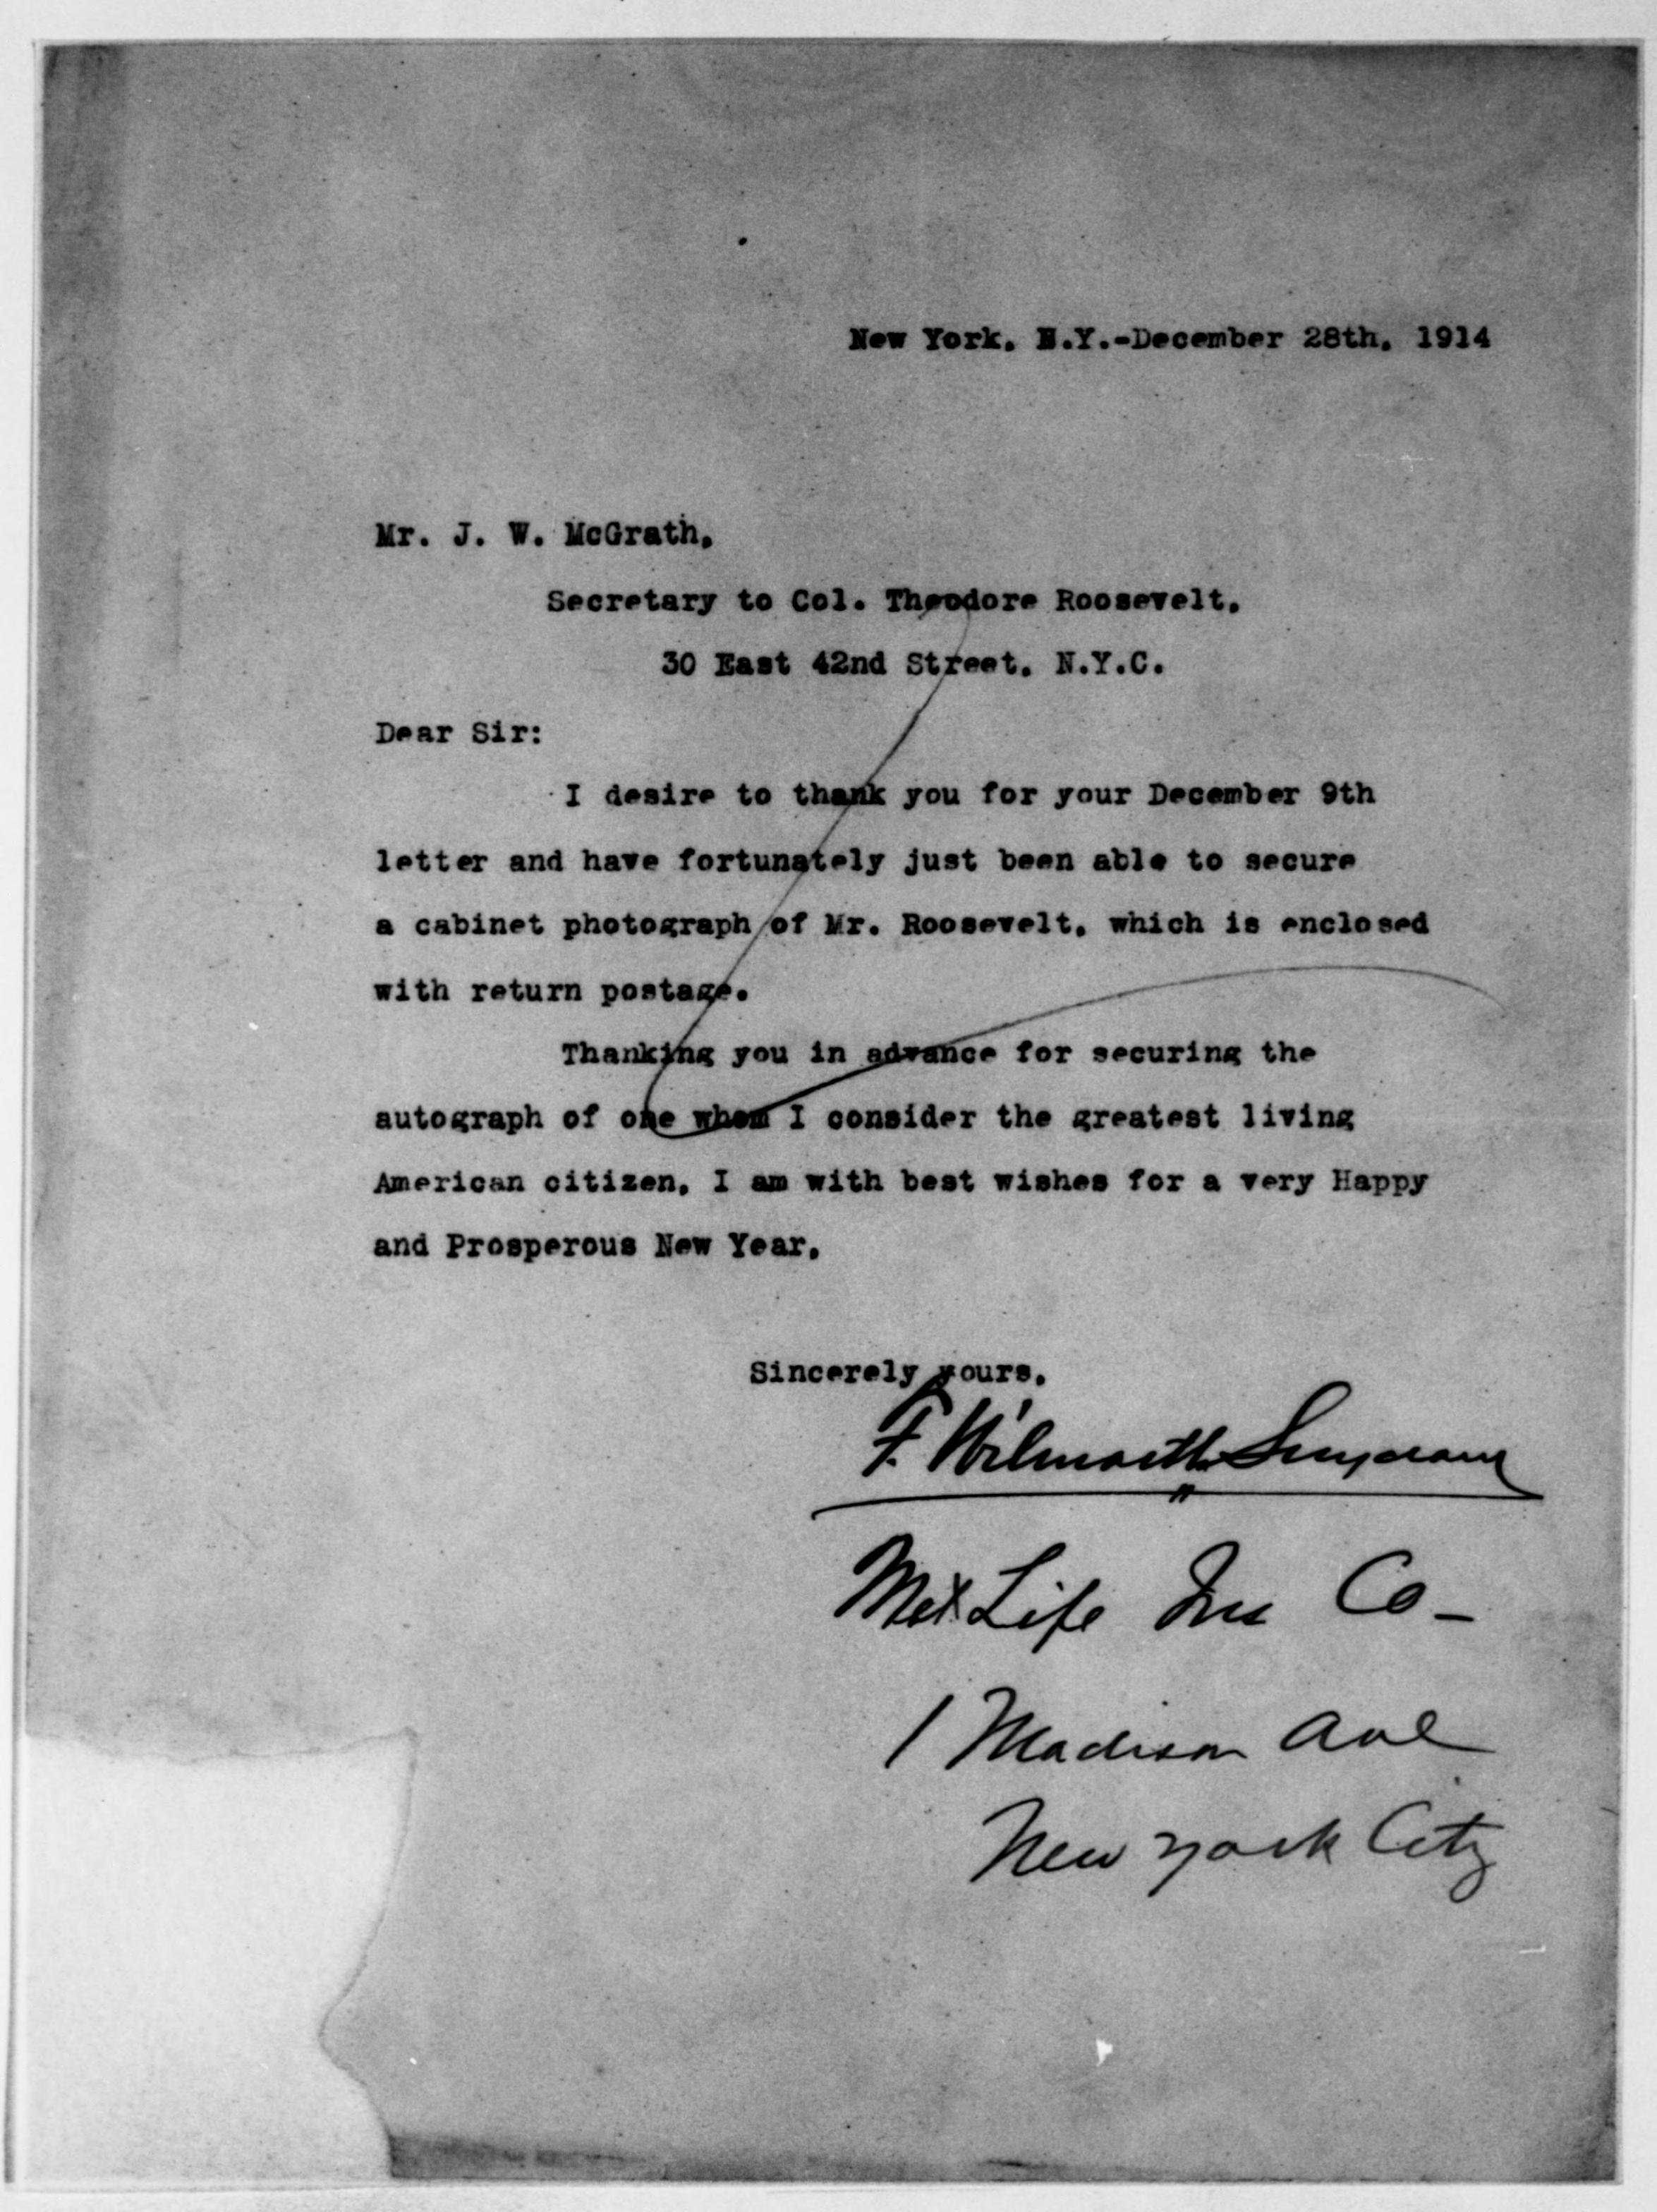 New York, N.Y.-December 28th, 1914
Mr. J. W. McGrath,
Secretary to Col. Theodore Roosevelt,
30 East 42nd Street, N.Y.C.
Dear Sir:
I desire to thank you for your December 9th
letter and have fortunately just been able to secure
a cabinet photograph of Mr. Roosevelt, which is enclosed
with return postage.
Thanking you in advance for securing the
autograph of one whom I consider the greatest living
American citizen, I am with best wishes for a very Happy
and Prosperous New Year,
Sincerely yours,
F. Wilmarth
Met Life Ins Co-
1 Madison Ave
New York City